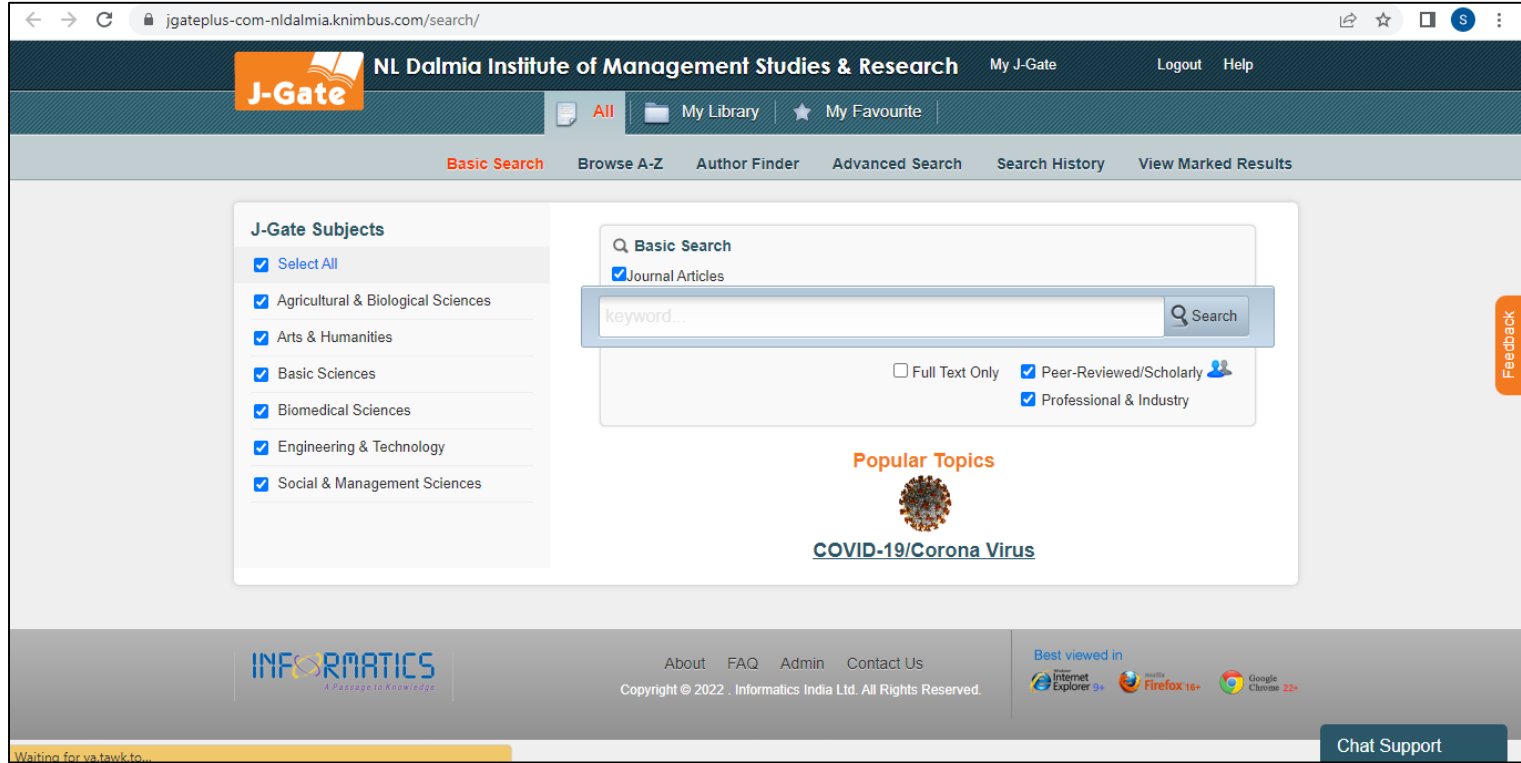 jgateplus-com-nldalmia.knimbus.com/search/
S
J-Gate
NL Dalmia Institute of Management Studies & Research
My J-Gate Logout Help
All My Library My Favourite
Basic Search Browse A-Z Author Finder Advanced Search Search History View Marked Results
J-Gate Subjects
Select All
Agricultural & Biological Sciences
Arts & Humanities
Basic Sciences
Biomedical Sciences
Engineering & Technology
Social & Management Sciences
Basic Search
Journal Articles
keyword...
Search
Full Text Only Peer-Reviewed/Scholarly
Professional & Industry
Popular Topics
COVID-19/Corona Virus
Feedback
INFORMATICS
A Passage to Knowledge
About FAQ Admin Contact Us
Copyright © 2022 . Informatics India Ltd. All Rights Reserved.
Best viewed in
Windows Internet Explorer 9+
mozilla Firefox 16+
Google Chrome 22+
Chat Support
Waiting for va.tawk.to...